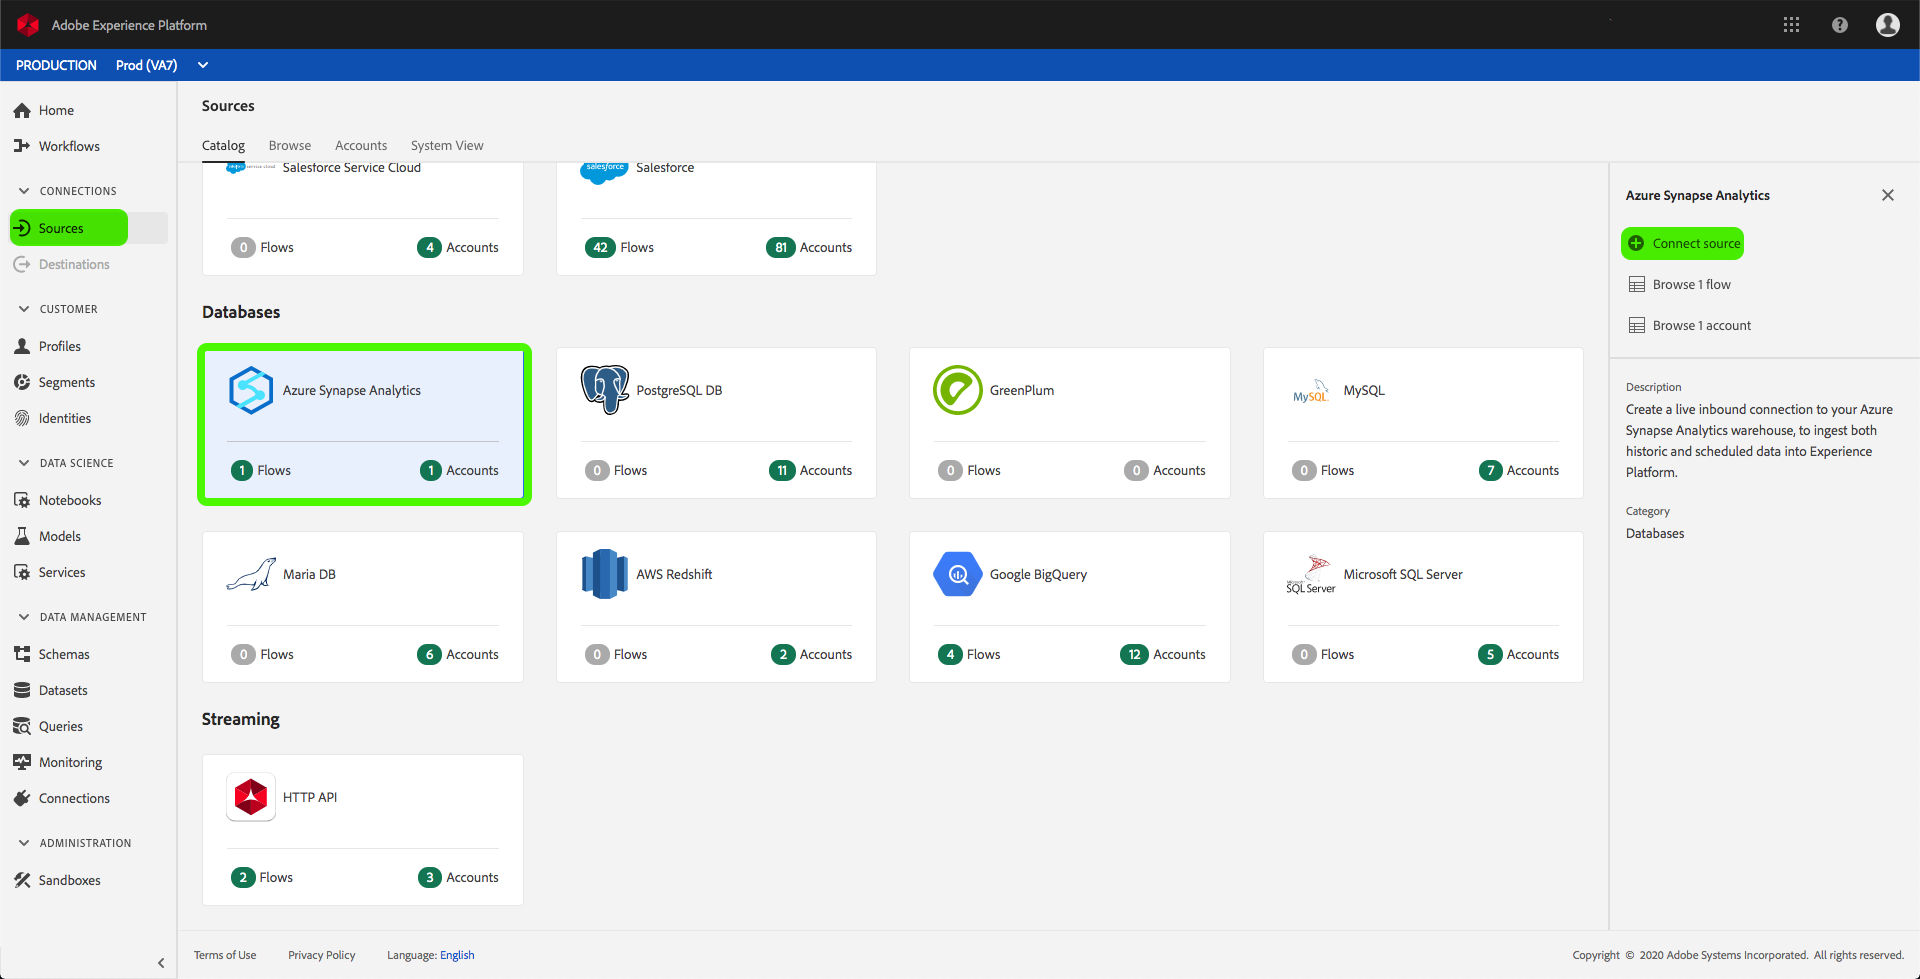 Adobe Experience Platform
PRODUCTION Prod (VA7)
Home
Workflows
CONNECTIONS
Sources
Destinations
CUSTOMER
Profiles
Segments
Identities
DATA SCIENCE
Notebooks
Models
Services
DATA MANAGEMENT
Schemas
Datasets
Queries
Monitoring
Connections
ADMINISTRATION
Sandboxes
Sources
Catalog Browse Accounts System View
service cloud Salesforce Service Cloud
0 Flows 4 Accounts
salesforce Salesforce
42 Flows 81 Accounts
Databases
Azure Synapse Analytics
1 Flows 1 Accounts
PostgreSQL DB
0 Flows 11 Accounts
GreenPlum
0 Flows 0 Accounts
MySQL. MySQL
0 Flows 7 Accounts
Maria DB
0 Flows 6 Accounts
AWS Redshift
0 Flows 2 Accounts
Google BigQuery
4 Flows 12 Accounts
Microsoft
SQL Server Microsoft SQL Server
0 Flows 5 Accounts
Streaming
HTTP API
2 Flows 3 Accounts
Azure Synapse Analytics
Connect source
Browse 1 flow
Browse 1 account
Description
Create a live inbound connection to your Azure
Synapse Analytics warehouse, to ingest both
historic and scheduled data into Experience
Platform.
Category
Databases
Terms of Use Privacy Policy Language: English
Copyright © 2020 Adobe Systems Incorporated. All rights reserved.